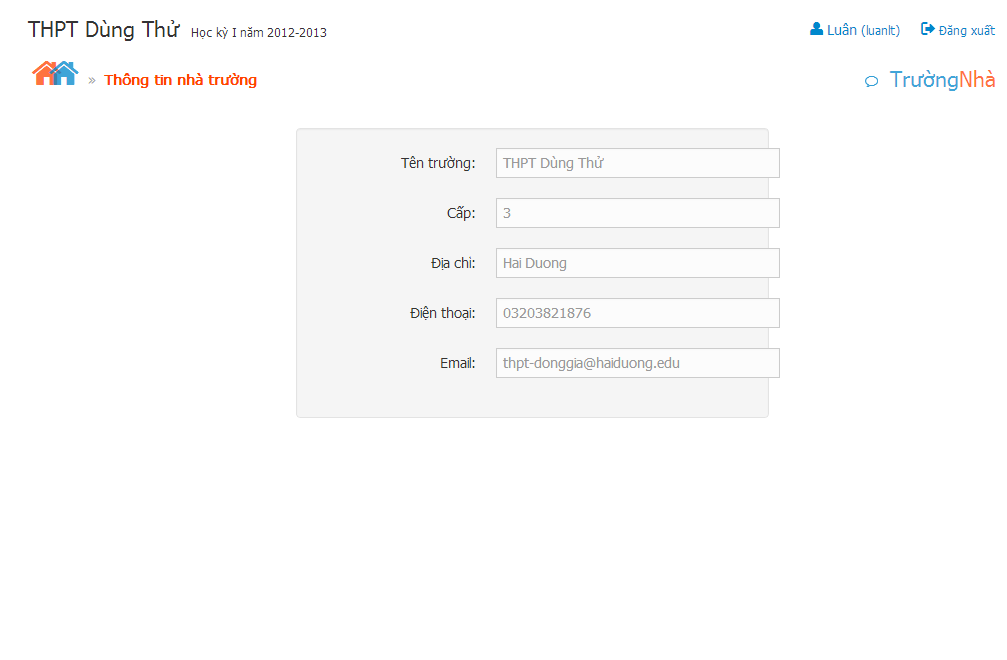 THPT Dùng Thử Học kỳ I năm 2012-2013
Luân (luanlt) Đăng xuất
» Thông tin nhà trường
TrườngNhà
Tên trường: THPT Dùng Thử
Cấp: 3
Địa chỉ: Hai Duong
Điện thoại: 03203821876
Email: thpt-donggia@haiduong.edu